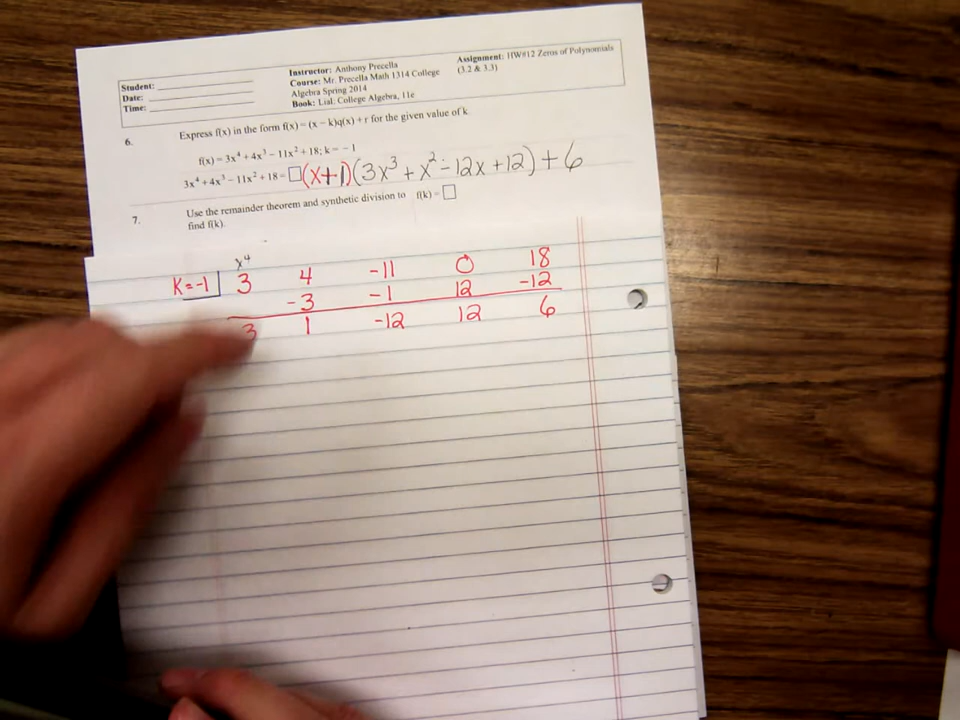 Student:
Date:
Time:
Instructor: Anthony Precella
Course: Mr. Precella Math 1314 College
Algebra Spring 2014
Book: Lial: College Algebra, 11e
Assignment: HW#12 Zeros of Polynomials
(3.2 & 3.3)
6. Express f(x) in the form f(x) = (x − k)q(x) + r for the given value of k.
f(x) = 3x⁴ + 4x³ − 11x² + 18; k = − 1
3x⁴ + 4x³ − 11x² + 18 = □ (x+1)(3x³ + x² - 12x + 12) + 6
7. Use the remainder theorem and synthetic division to find f(k).
f(k) = □
x⁴
K = -1 3 4 -11 0 18
-3 -1 12 -12
3 1 -12 12 6